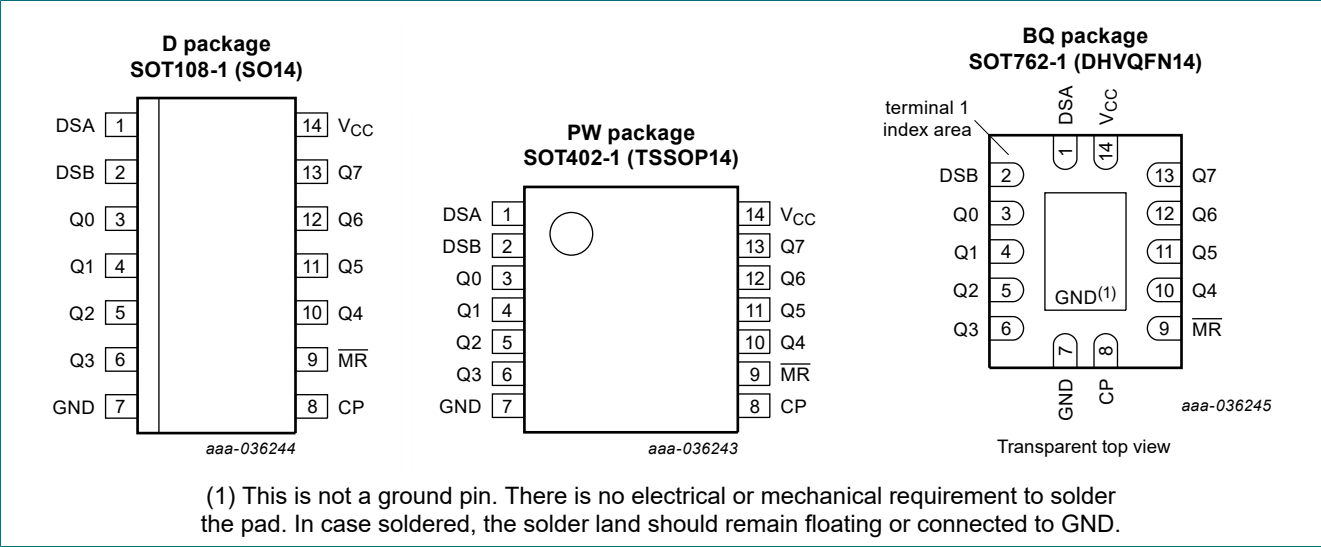 D package
SOT108-1 (SO14)
DSA 1 14 VCC
DSB 2 13 Q7
Q0 3 12 Q6
Q1 4 11 Q5
Q2 5 10 Q4
Q3 6 9 MR
GND 7 8 CP
aaa-036244
PW package
SOT402-1 (TSSOP14)
DSA 1 14 VCC
DSB 2 13 Q7
Q0 3 12 Q6
Q1 4 11 Q5
Q2 5 10 Q4
Q3 6 9 MR
GND 7 8 CP
aaa-036243
BQ package
SOT762-1 (DHVQFN14)
terminal 1
index area
DSA VCC
1 14
DSB 2 13 Q7
Q0 3 12 Q6
Q1 4 11 Q5
Q2 5 GND(1) 10 Q4
Q3 6 9 MR
7 8
GND CP
aaa-036245
Transparent top view
(1) This is not a ground pin. There is no electrical or mechanical requirement to solder
the pad. In case soldered, the solder land should remain floating or connected to GND.